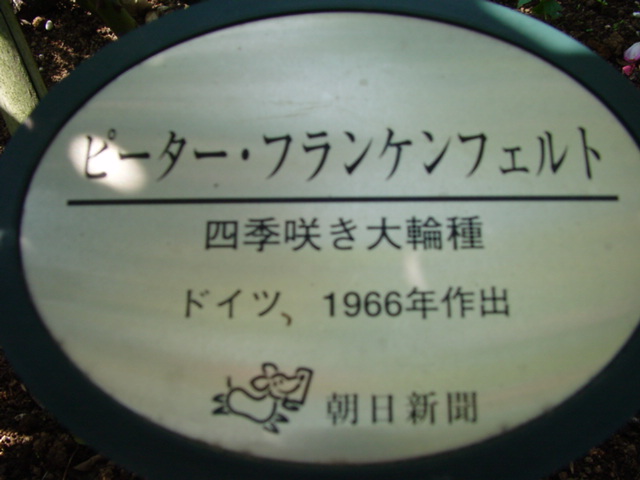 ピーター・フランケンフェルト
四季咲き大輪種
ドイツ、1966年作出
朝日新聞